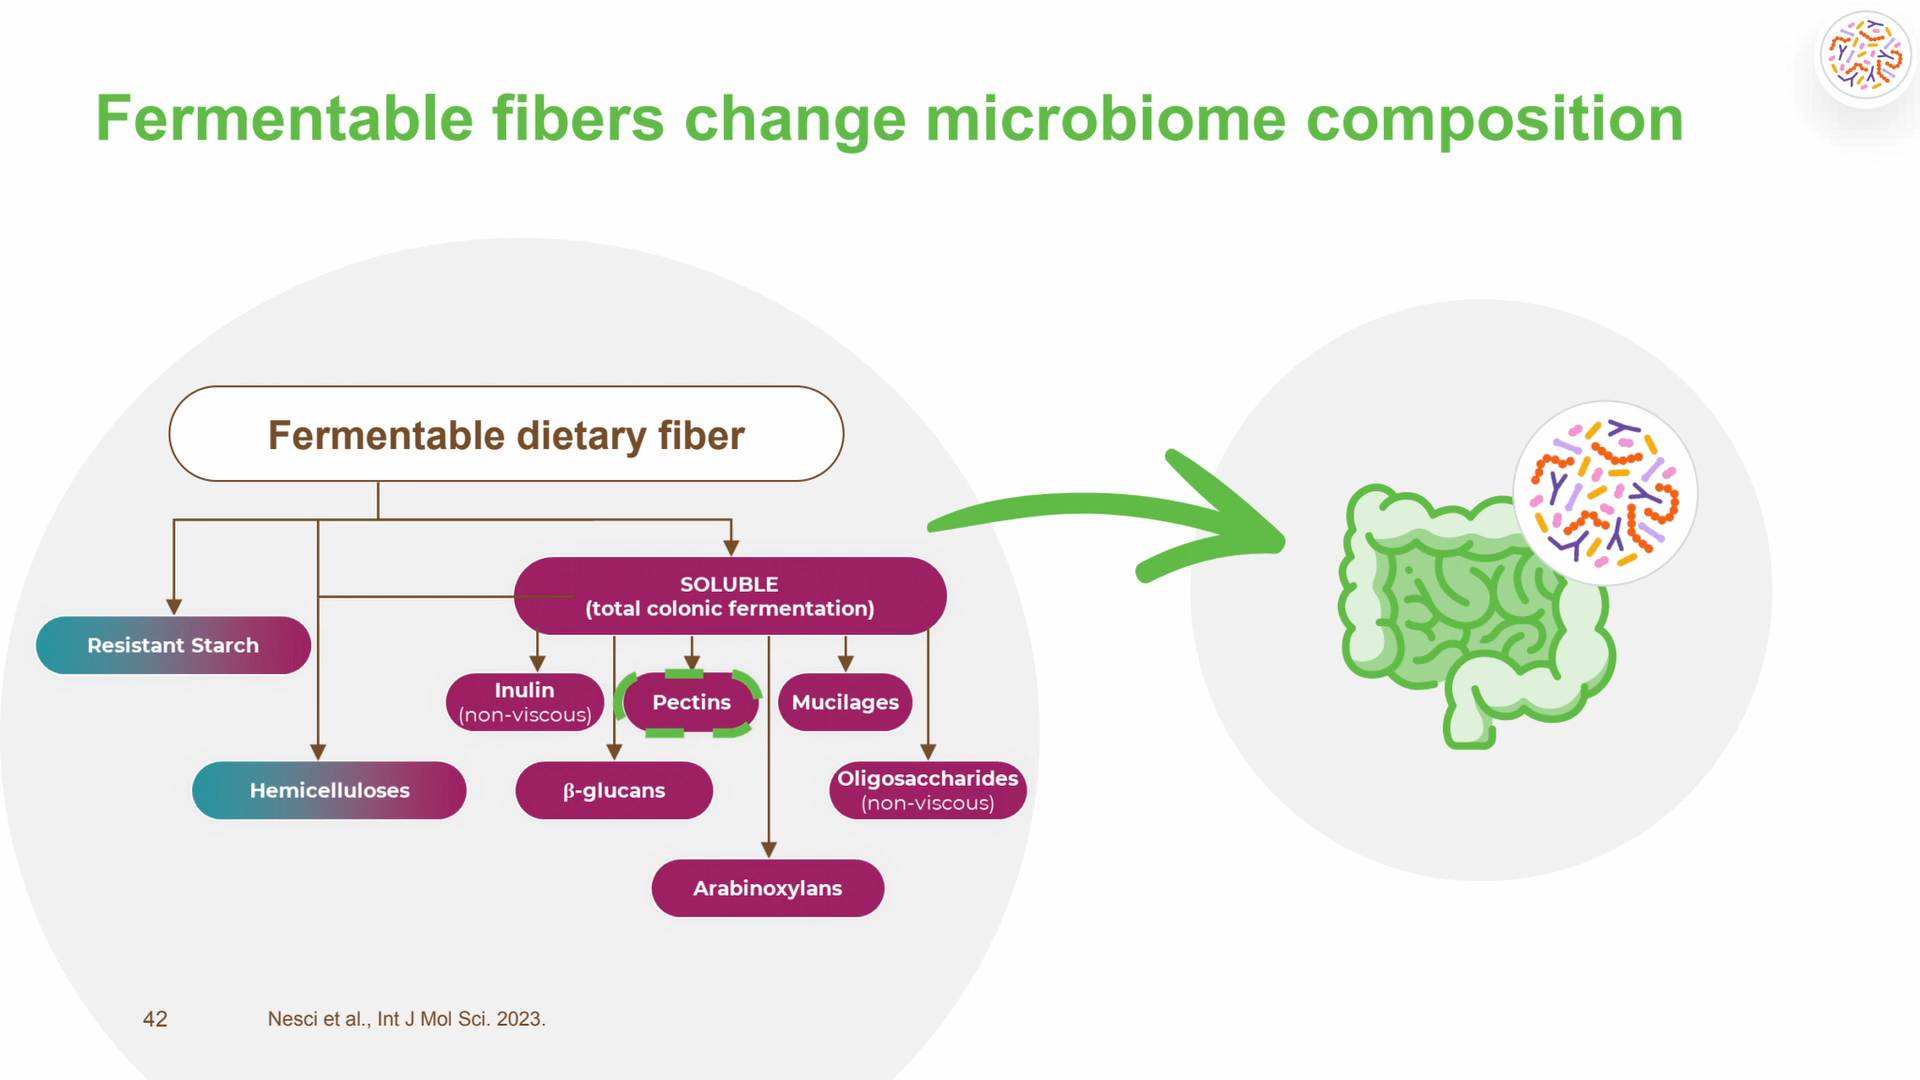 Fermentable fibers change microbiome composition
Fermentable dietary fiber
SOLUBLE
(total colonic fermentation)
Resistant Starch
Inulin
(non-viscous)
Pectins
Mucilages
Hemicelluloses
β-glucans
Oligosaccharides
(non-viscous)
Arabinoxylans
42
Nesci et al., Int J Mol Sci. 2023.